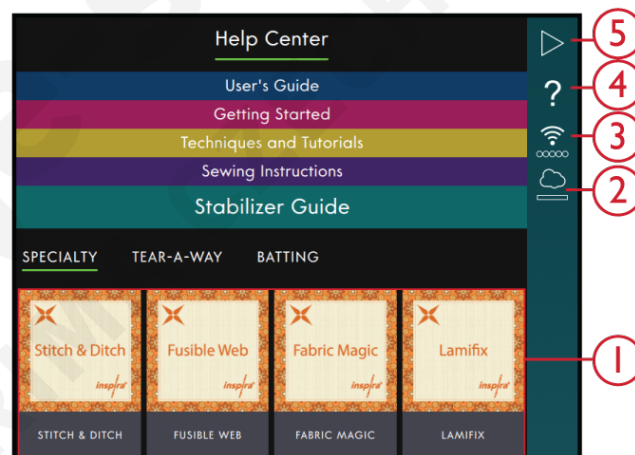 Help Center
User's Guide
Getting Started
Techniques and Tutorials
Sewing Instructions
Stabilizer Guide
SPECIALTY TEAR-A-WAY BATTING
Stitch & Ditch Fusible Web Fabric Magic Lamifix
inspira inspira inspira inspira
STITCH & DITCH FUSIBLE WEB FABRIC MAGIC LAMIFIX
5
?
4
3
2
1